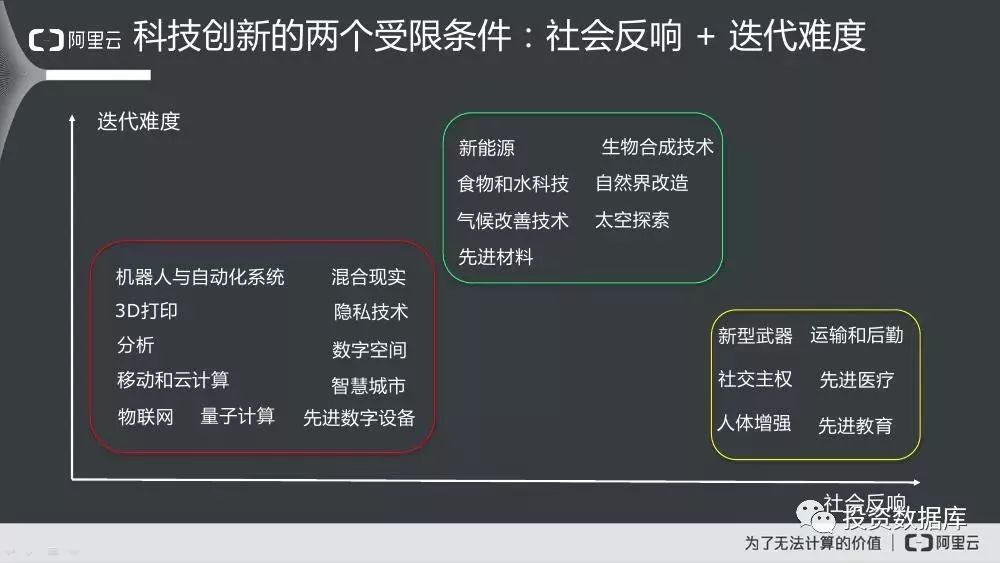 阿里云 科技创新的两个受限条件：社会反响 + 迭代难度
迭代难度
新能源 生物合成技术
食物和水科技 自然界改造
气候改善技术 太空探索
先进材料
机器人与自动化系统 混合现实
3D打印 隐私技术
分析 数字空间
移动和云计算 智慧城市
物联网 量子计算 先进数字设备
新型武器 运输和后勤
社交主权 先进医疗
人体增强 先进教育
社会反响
投资数据库
为了无法计算的价值 | 阿里云